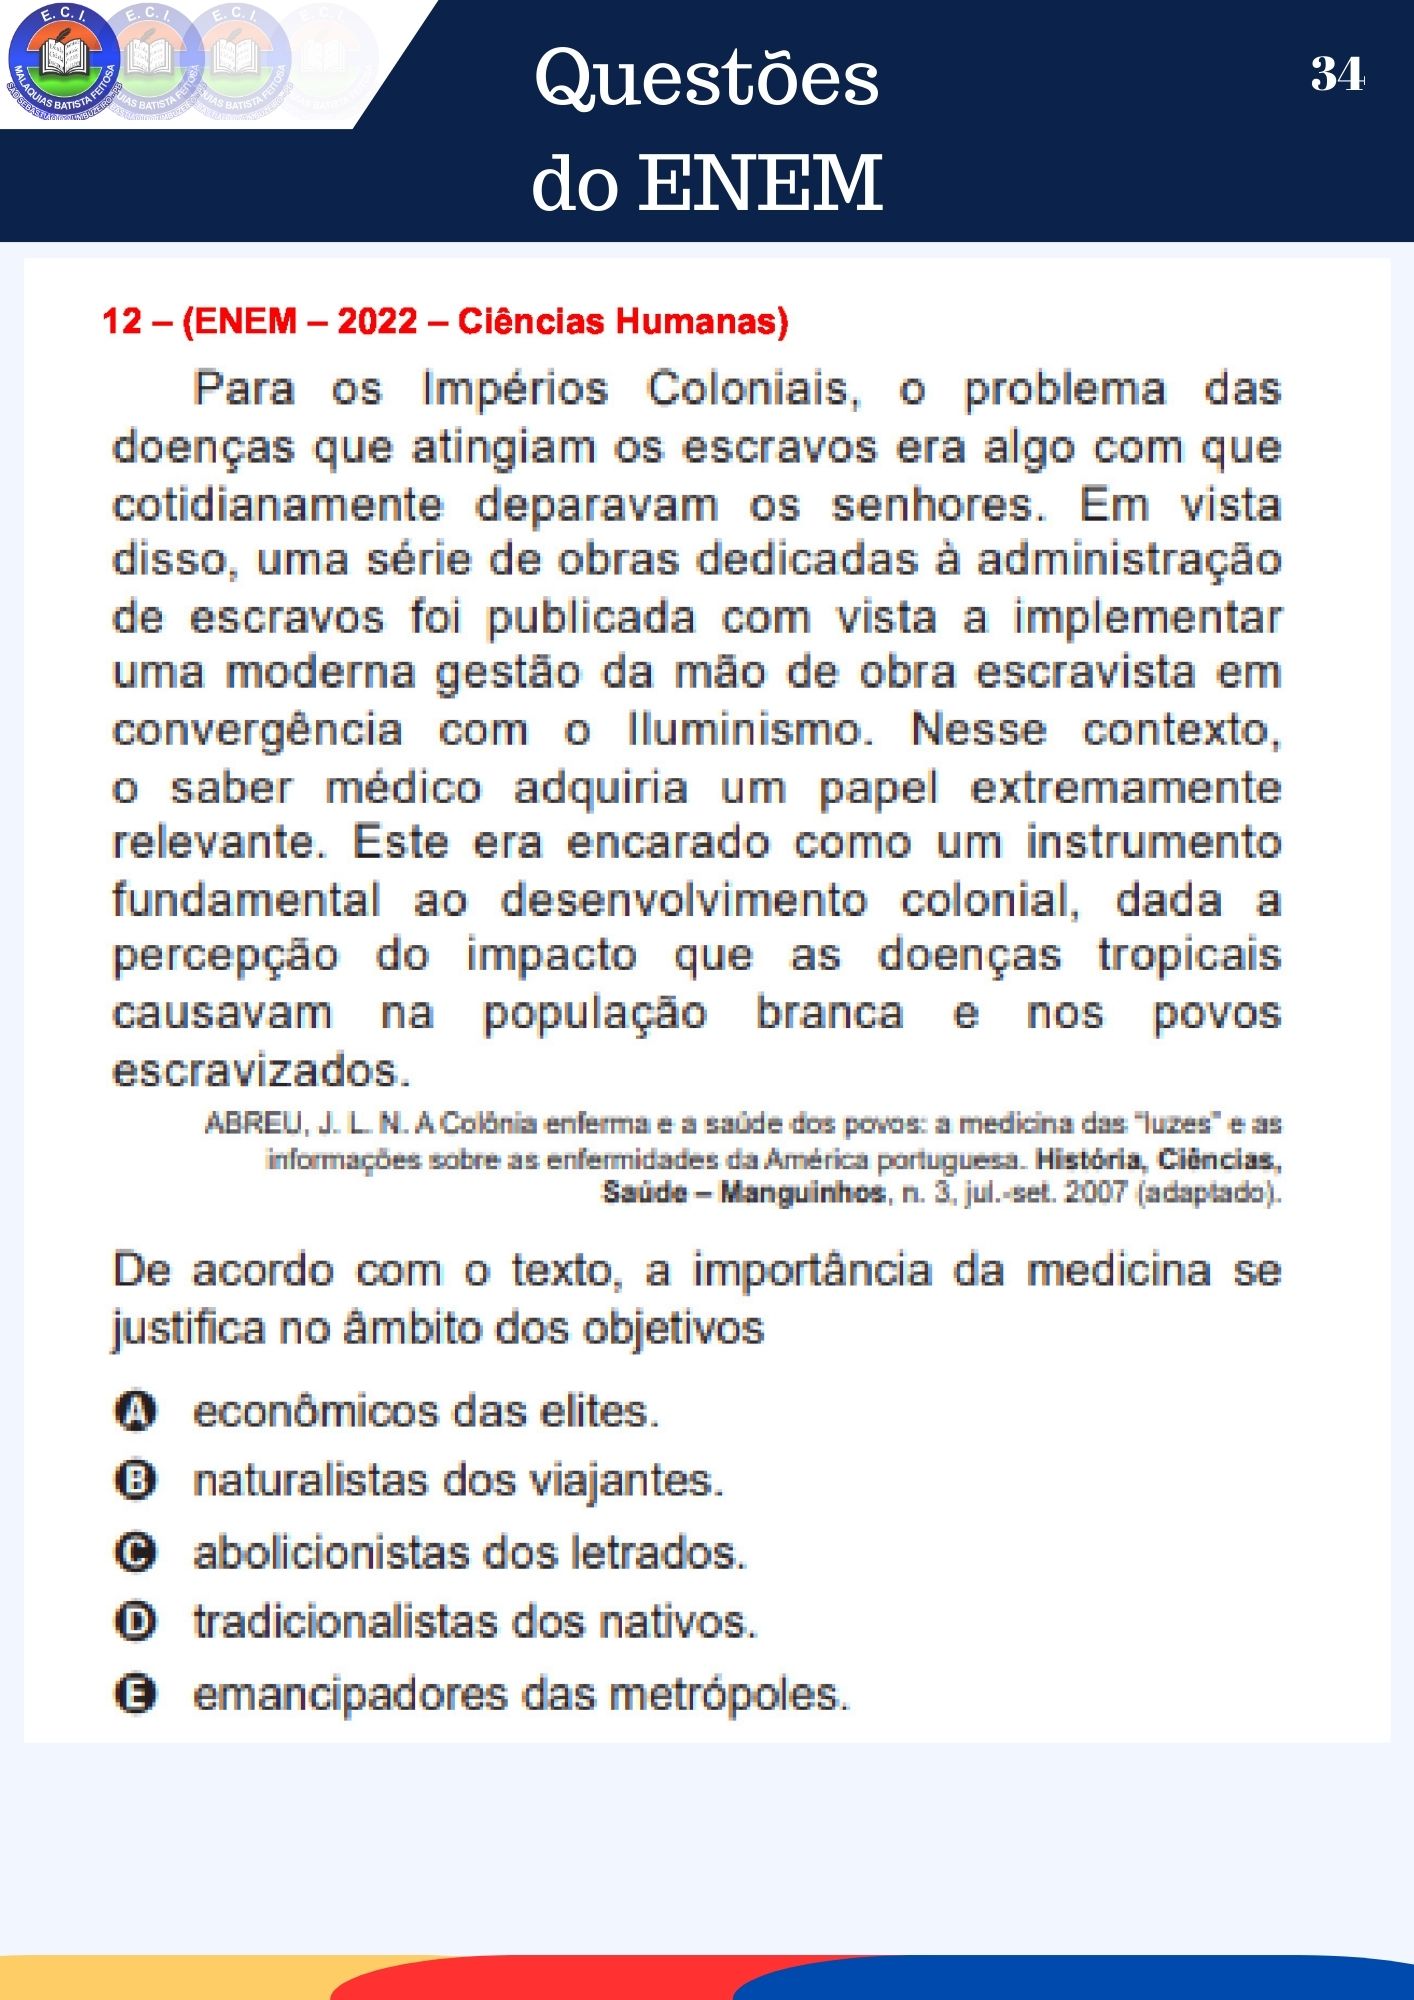 E. C. I.
MALAQUIAS BATISTA FEITOSA
Questões
do ENEM
34
12 – (ENEM – 2022 – Ciências Humanas)
Para os Impérios Coloniais, o problema das
doenças que atingiam os escravos era algo com que
cotidianamente deparavam os senhores. Em vista
disso, uma série de obras dedicadas à administração
de escravos foi publicada com vista a implementar
uma moderna gestão da mão de obra escravista em
convergência com o Iluminismo. Nesse contexto,
o saber médico adquiria um papel extremamente
relevante. Este era encarado como um instrumento
fundamental ao desenvolvimento colonial, dada a
percepção do impacto que as doenças tropicais
causavam na população branca e nos povos
escravizados.
ABREU, J. L. N. A Colônia enferma e a saúde dos povos: a medicina das “luzes” e as
informações sobre as enfermidades da América portuguesa. História, Ciências,
Saúde – Manguinhos, n. 3, jul.-set. 2007 (adaptado).
De acordo com o texto, a importância da medicina se
justifica no âmbito dos objetivos
A econômicos das elites.
B naturalistas dos viajantes.
C abolicionistas dos letrados.
D tradicionalistas dos nativos.
E emancipadores das metrópoles.